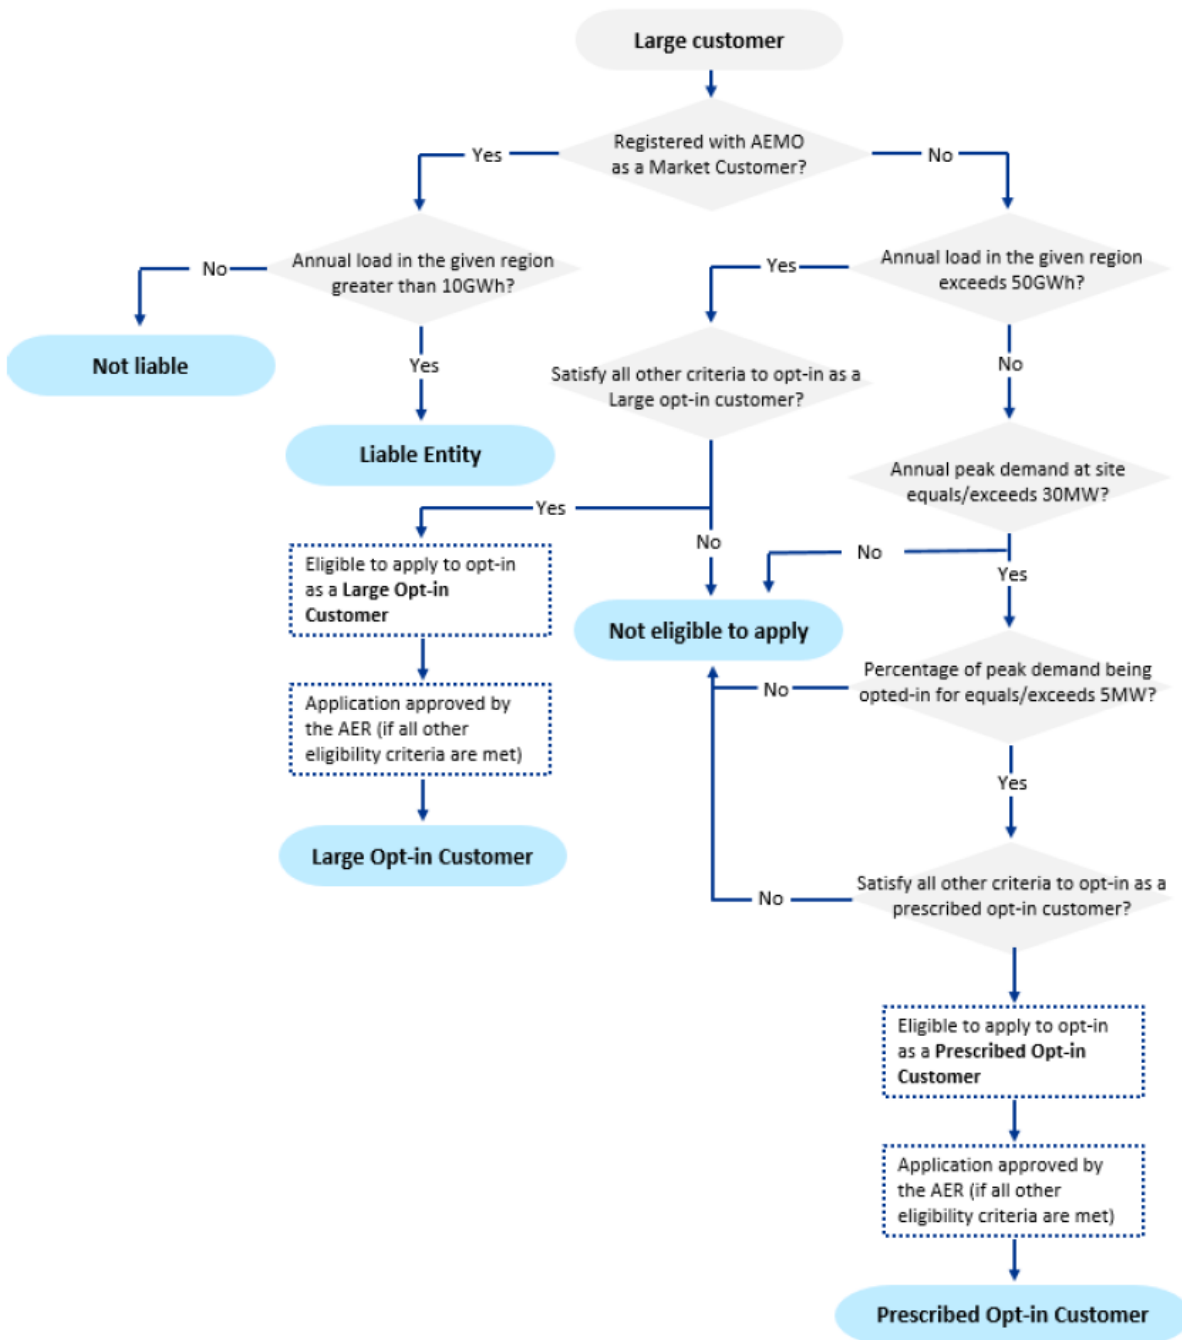 Large customer
Registered with AEMO
as a Market Customer?
Yes
No
Annual load in the given region
greater than 10GWh?
Annual load in the given region
exceeds 50GWh?
No
Yes
Not liable
Yes
No
Satisfy all other criteria to opt-in as a
Large opt-in customer?
Liable Entity
Annual peak demand at site
equals/exceeds 30MW?
Yes
No
No
Yes
Eligible to apply to opt-in
as a Large Opt-in
Customer
Not eligible to apply
Percentage of peak demand being
opted-in for equals/exceeds 5MW?
No
Application approved by
the AER (if all other
eligibility criteria are met)
Yes
Large Opt-in Customer
Satisfy all other criteria to opt-in as a
prescribed opt-in customer?
No
Eligible to apply to opt-in
as a Prescribed Opt-in
Customer
Application approved by
the AER (if all other
eligibility criteria are met)
Prescribed Opt-in Customer